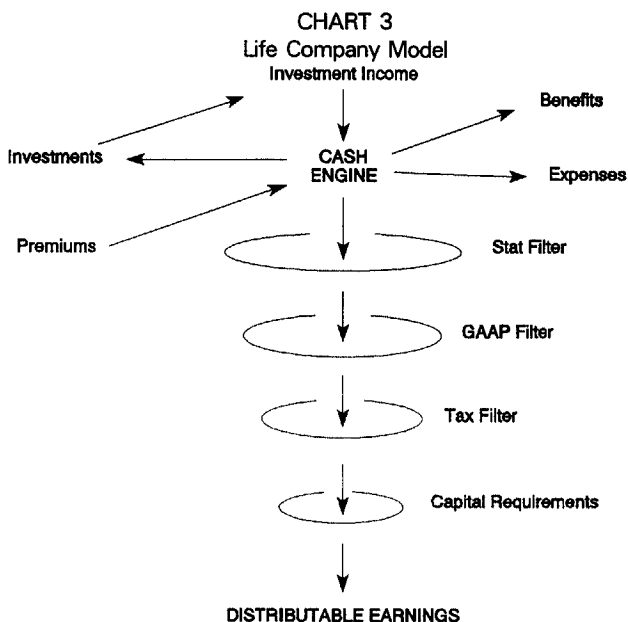 CHART 3
Life Company Model
Investment Income
Benefits
Investments
CASH
ENGINE
Expenses
Premiums
Stat Filter
GAAP Filter
Tax Filter
Capital Requirements
DISTRIBUTABLE EARNINGS